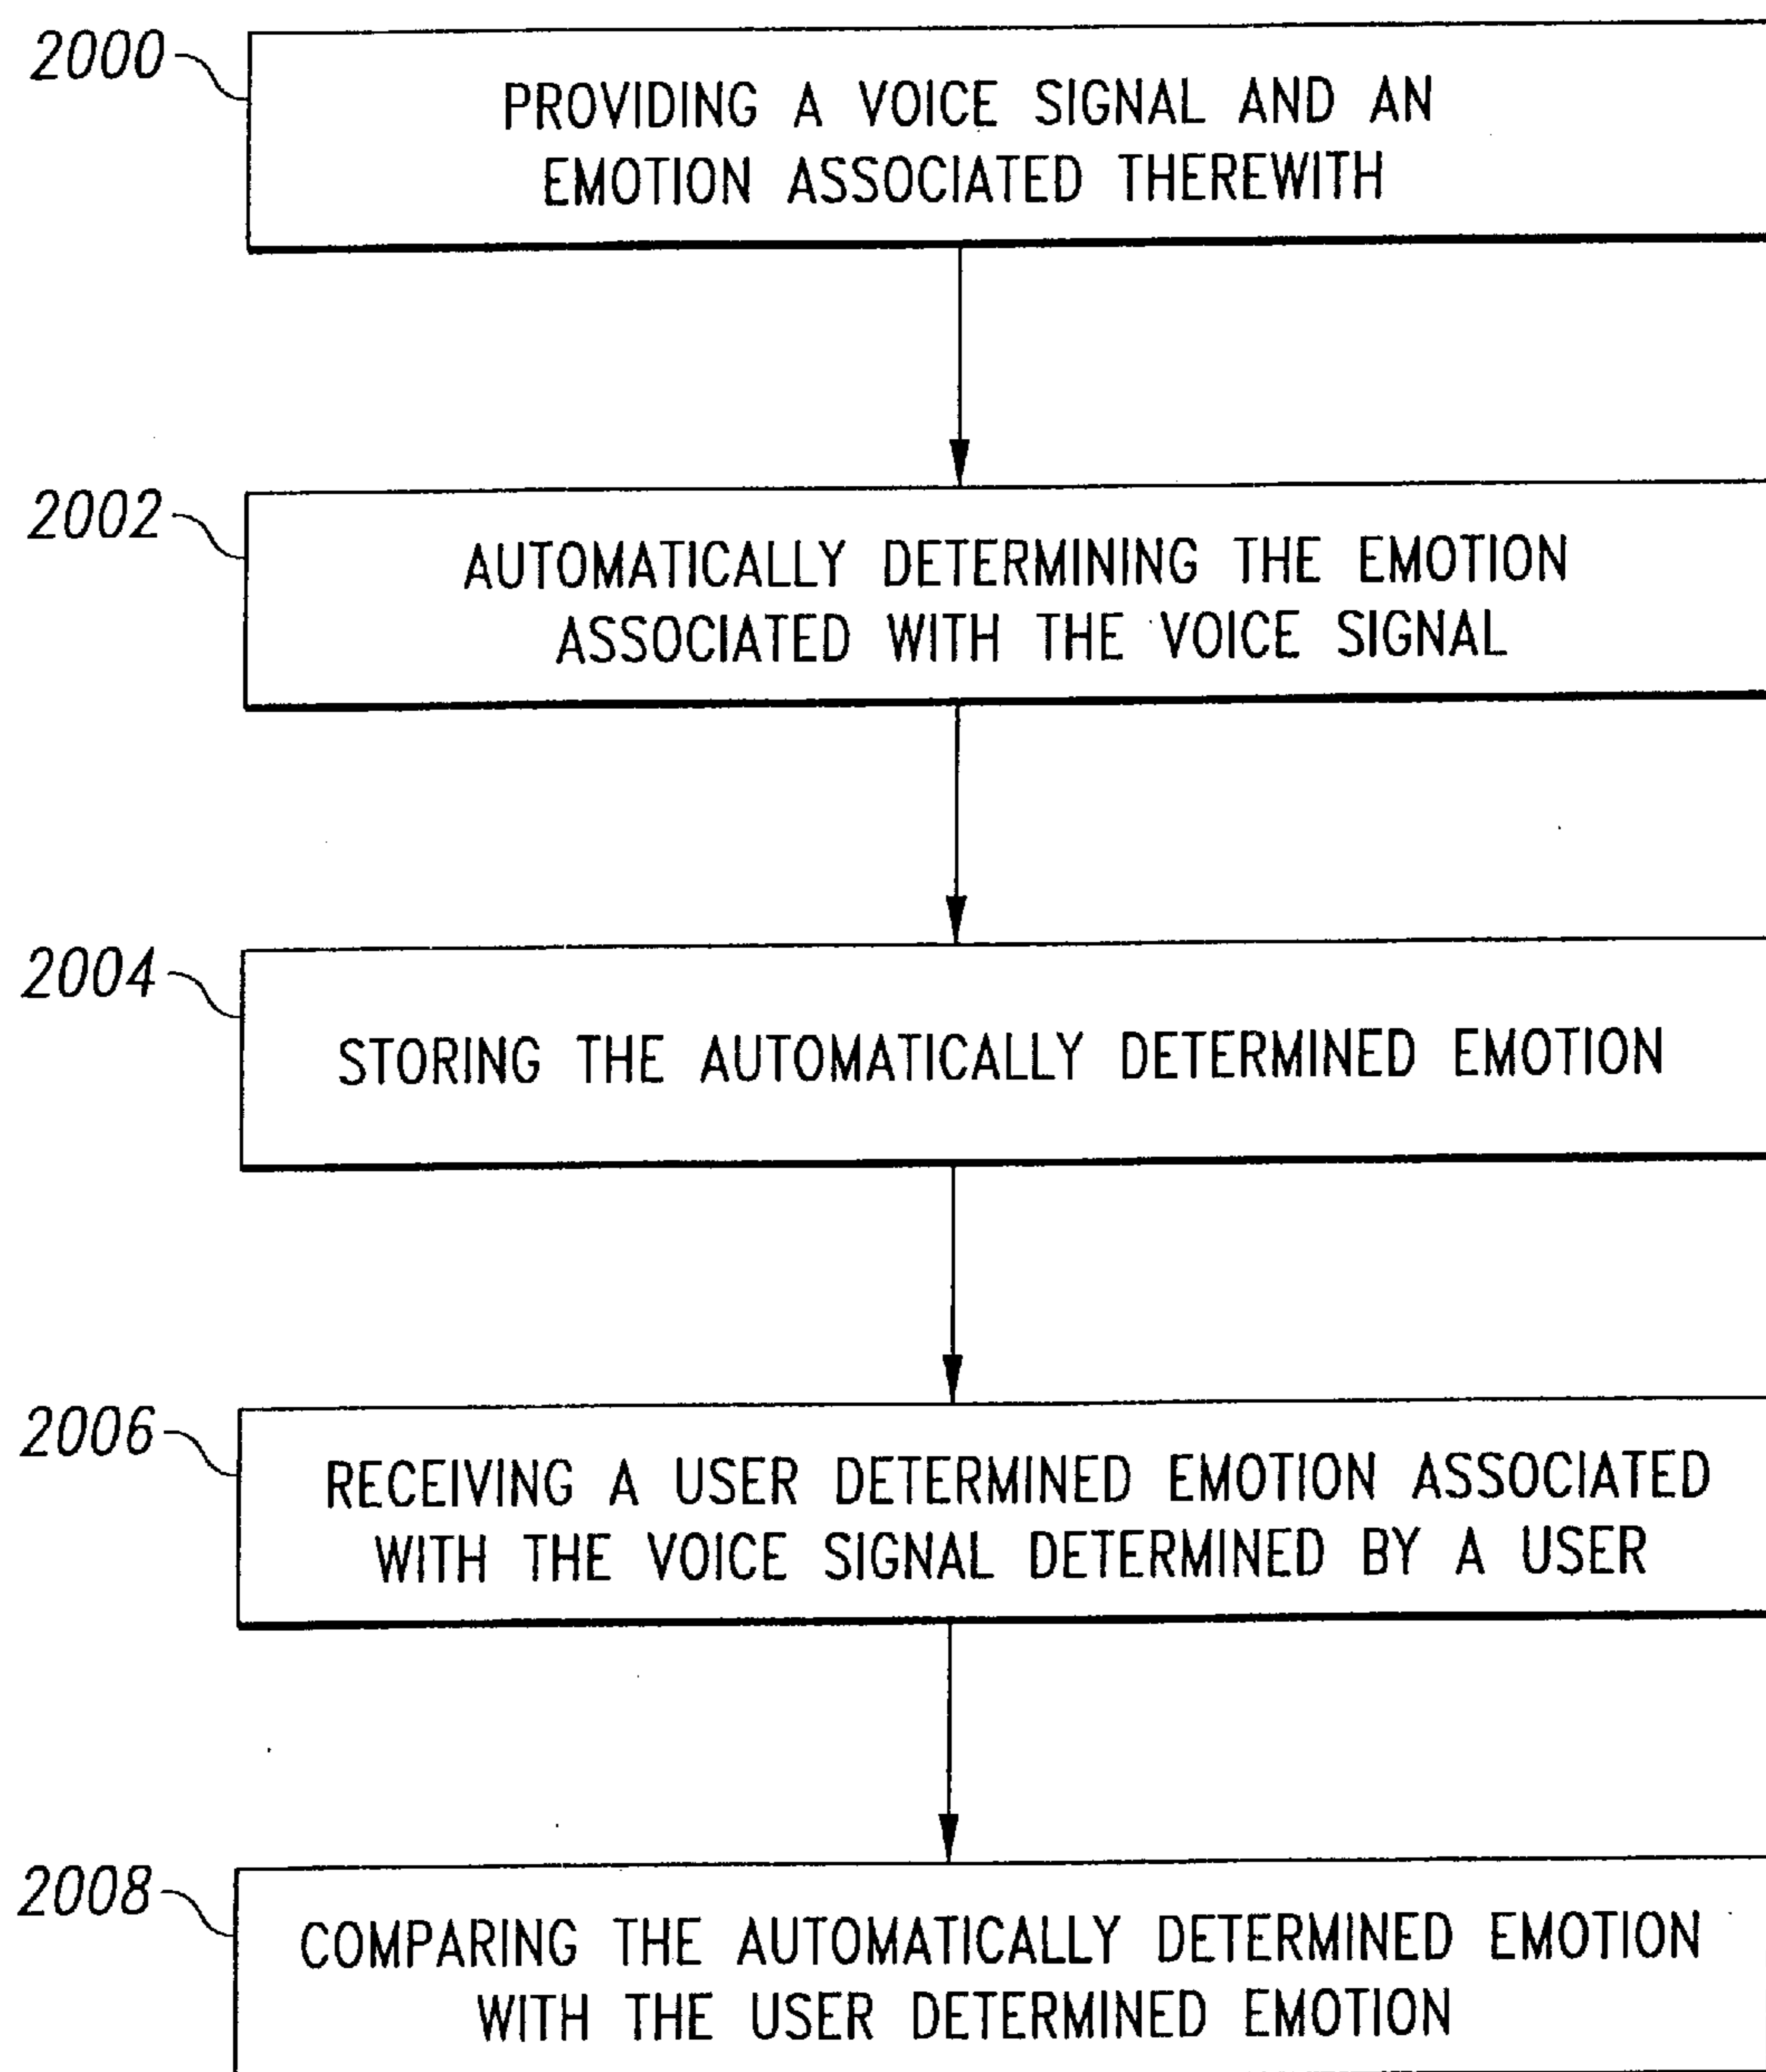 2000
PROVIDING A VOICE SIGNAL AND AN
EMOTION ASSOCIATED THEREWITH
2002
AUTOMATICALLY DETERMINING THE EMOTION
ASSOCIATED WITH THE VOICE SIGNAL
2004
STORING THE AUTOMATICALLY DETERMINED EMOTION
2006
RECEIVING A USER DETERMINED EMOTION ASSOCIATED
WITH THE VOICE SIGNAL DETERMINED BY A USER
2008
COMPARING THE AUTOMATICALLY DETERMINED EMOTION
WITH THE USER DETERMINED EMOTION